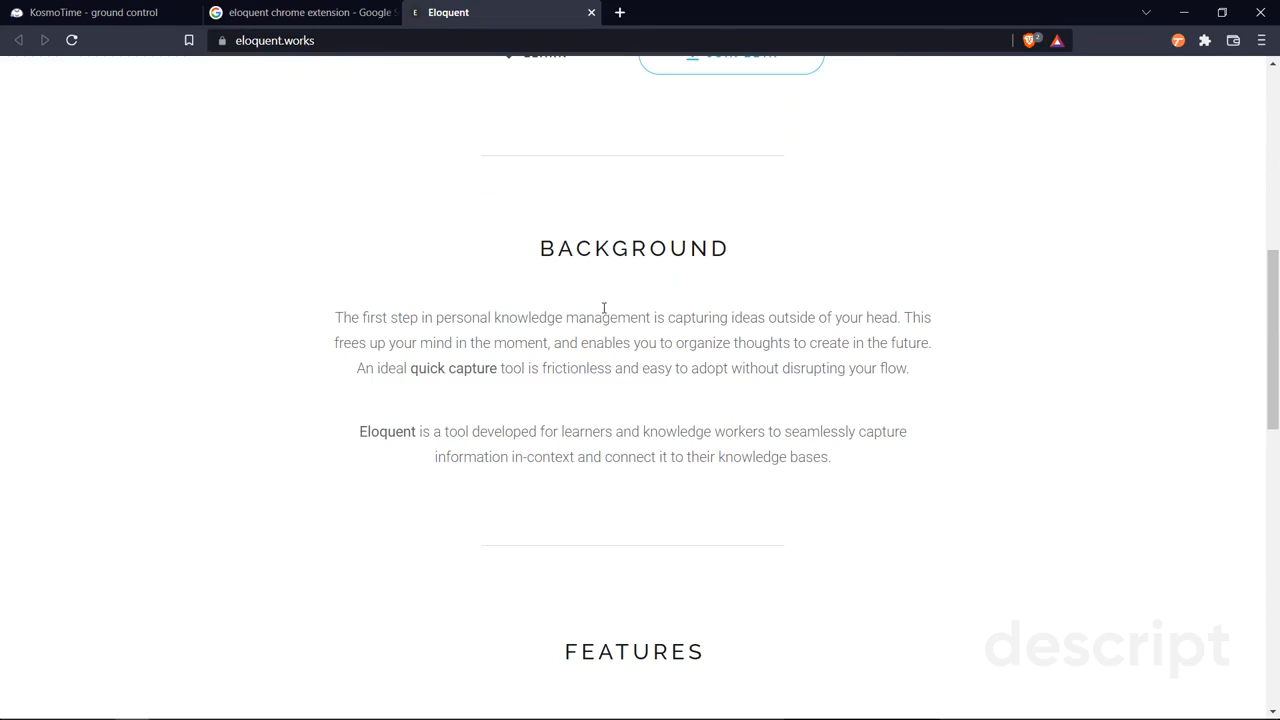 KosmoTime - ground control
eloquent chrome extension - Google
Eloquent
eloquent.works
2
BACKGROUND
The first step in personal knowledge management is capturing ideas outside of your head. This
frees up your mind in the moment, and enables you to organize thoughts to create in the future.
An ideal quick capture tool is frictionless and easy to adopt without disrupting your flow.
Eloquent is a tool developed for learners and knowledge workers to seamlessly capture
information in-context and connect it to their knowledge bases.
FEATURES
descript